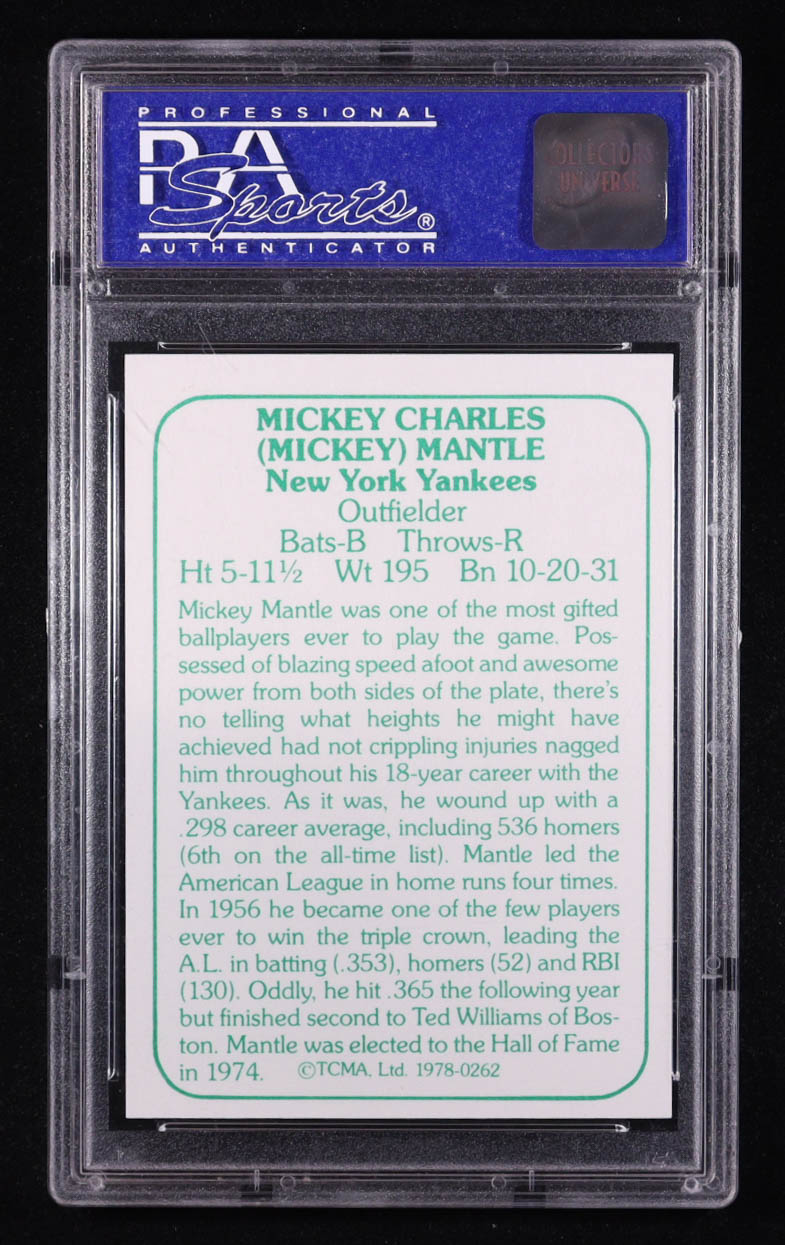 PROFESSIONAL
PSA
Sports®
AUTHENTICATOR
COLLECTORS
UNIVERSE
MICKEY CHARLES
(MICKEY) MANTLE
New York Yankees
Outfielder
Bats-B Throws-R
Ht 5-11½ Wt 195 Bn 10-20-31
Mickey Mantle was one of the most gifted
ballplayers ever to play the game. Pos-
sessed of blazing speed afoot and awesome
power from both sides of the plate, there's
no telling what heights he might have
achieved had not crippling injuries nagged
him throughout his 18-year career with the
Yankees. As it was, he wound up with a
.298 career average, including 536 homers
(6th on the all-time list). Mantle led the
American League in home runs four times.
In 1956 he became one of the few players
ever to win the triple crown, leading the
A.L. in batting (.353), homers (52) and RBI
(130). Oddly, he hit .365 the following year
but finished second to Ted Williams of Bos-
ton. Mantle was elected to the Hall of Fame
in 1974. ©TCMA, Ltd. 1978-0262